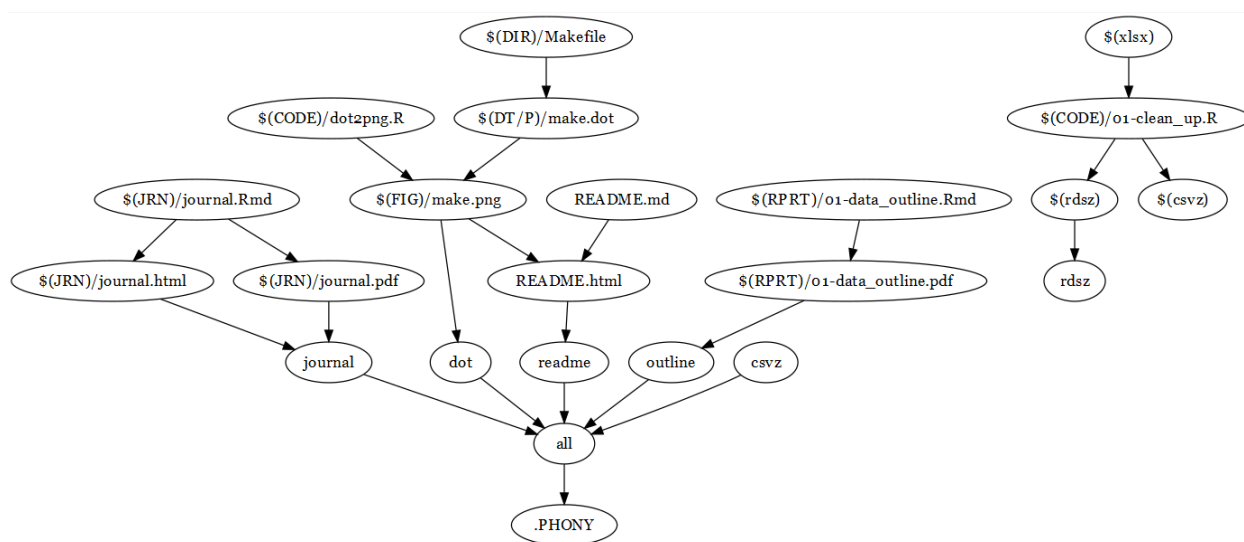 $(DIR)/Makefile
$(xlsx)
$(CODE)/dot2png.R
$(DT/P)/make.dot
$(CODE)/01-clean_up.R
$(JRN)/journal.Rmd
$(FIG)/make.png
README.md
$(RPRT)/01-data_outline.Rmd
$(rdsz)
$(csvz)
$(JRN)/journal.html
$(JRN)/journal.pdf
README.html
$(RPRT)/01-data_outline.pdf
rdsz
journal
dot
readme
outline
csvz
all
.PHONY